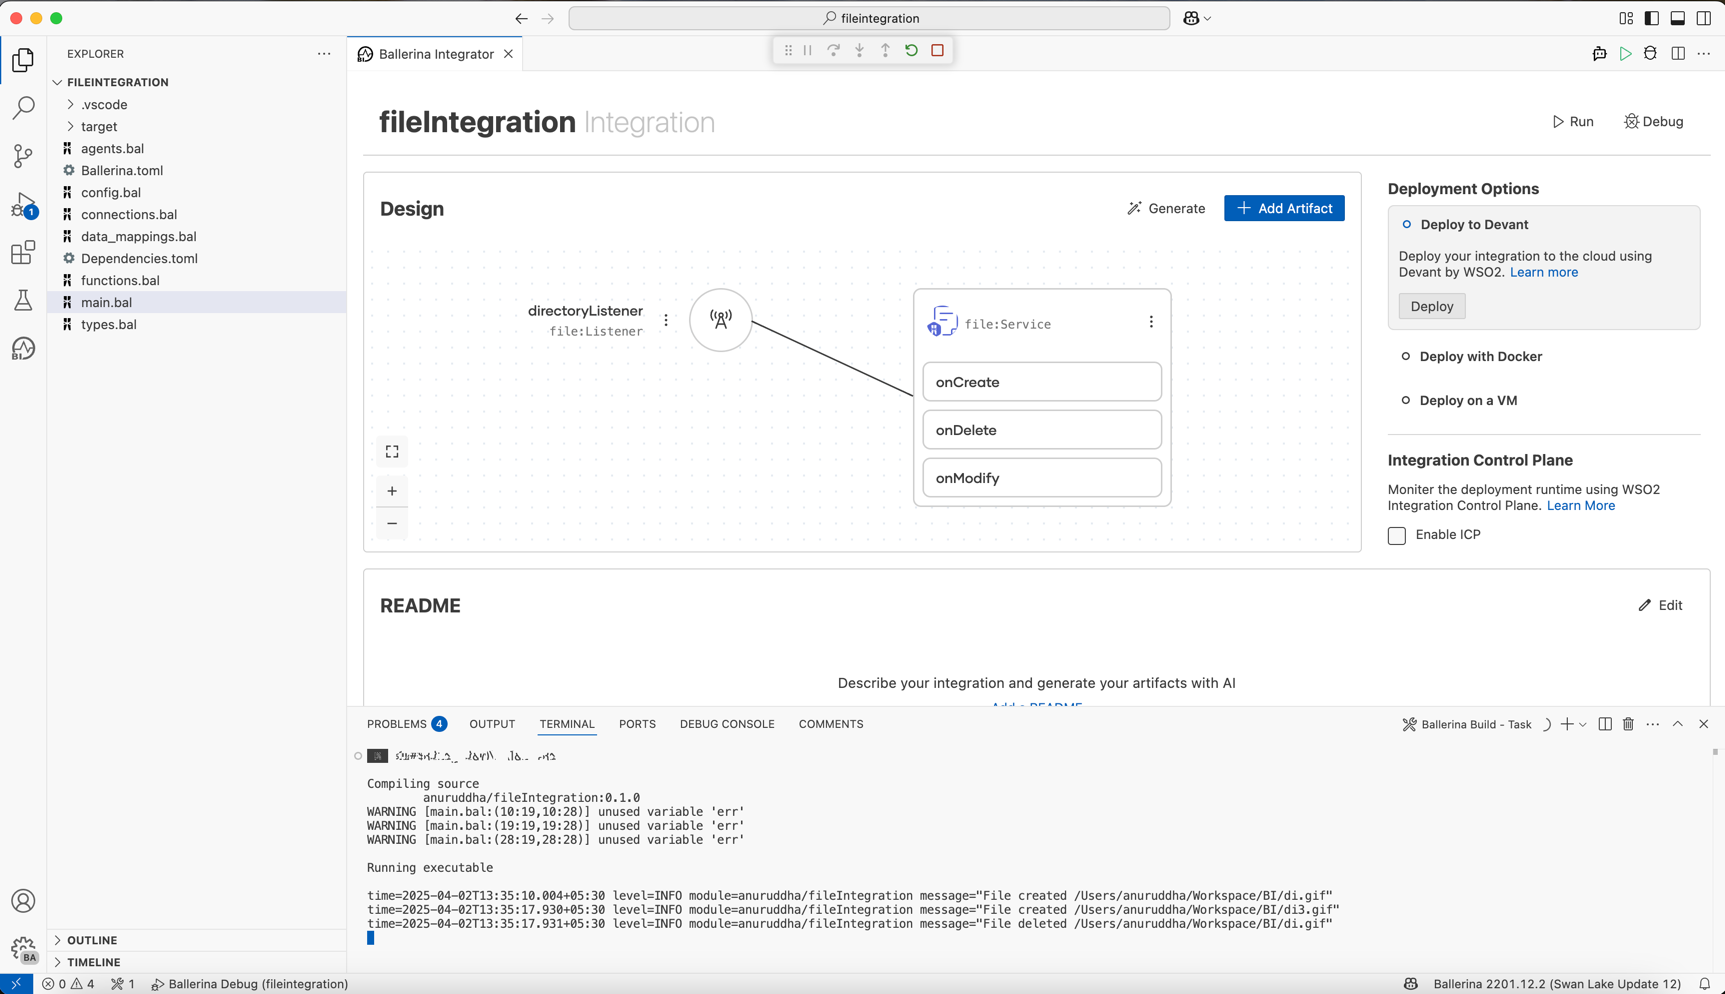 fileintegration
EXPLORER
FILEINTEGRATION
.vscode
target
agents.bal
Ballerina.toml
config.bal
connections.bal
data_mappings.bal
Dependencies.toml
functions.bal
main.bal
types.bal
OUTLINE
TIMELINE
1
BI
BA
Ballerina Integrator
fileIntegration Integration
Run
Debug
Design
Generate
Add Artifact
directoryListener
file:Listener
file:Service
onCreate
onDelete
onModify
Deployment Options
Deploy to Devant
Deploy your integration to the cloud using
Devant by WSO2. Learn more
Deploy
Deploy with Docker
Deploy on a VM
Integration Control Plane
Moniter the deployment runtime using WSO2
Integration Control Plane. Learn More
Enable ICP
README
Edit
Describe your integration and generate your artifacts with AI
Add a README
PROBLEMS 4 OUTPUT TERMINAL PORTS DEBUG CONSOLE COMMENTS
Ballerina Build - Task
Compiling source
anuruddha/fileIntegration:0.1.0
WARNING [main.bal:(10:19,10:28)] unused variable 'err'
WARNING [main.bal:(19:19,19:28)] unused variable 'err'
WARNING [main.bal:(28:19,28:28)] unused variable 'err'
Running executable
time=2025-04-02T13:35:10.004+05:30 level=INFO module=anuruddha/fileIntegration message="File created /Users/anuruddha/Workspace/BI/di.gif"
time=2025-04-02T13:35:17.930+05:30 level=INFO module=anuruddha/fileIntegration message="File created /Users/anuruddha/Workspace/BI/di3.gif"
time=2025-04-02T13:35:17.931+05:30 level=INFO module=anuruddha/fileIntegration message="File deleted /Users/anuruddha/Workspace/BI/di.gif"
0 4 1 Ballerina Debug (fileintegration)
Ballerina 2201.12.2 (Swan Lake Update 12)